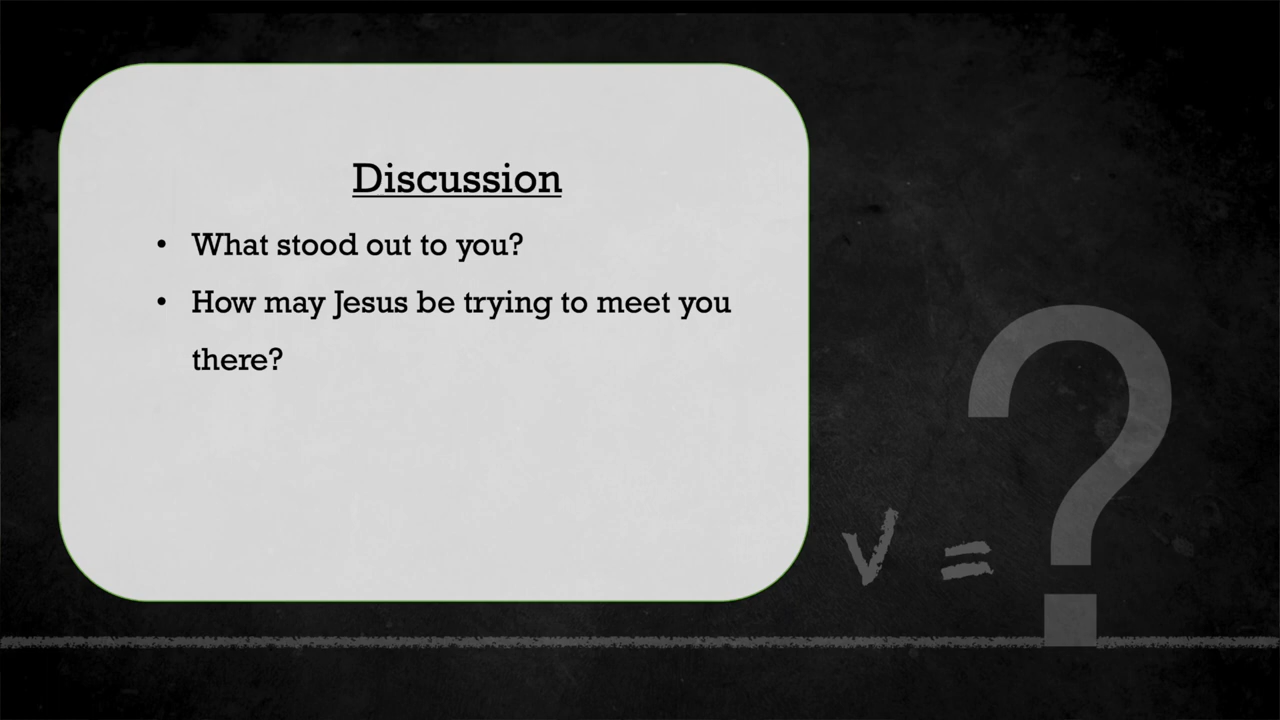 Discussion
• What stood out to you?
• How may Jesus be trying to meet you
there?
v = ?